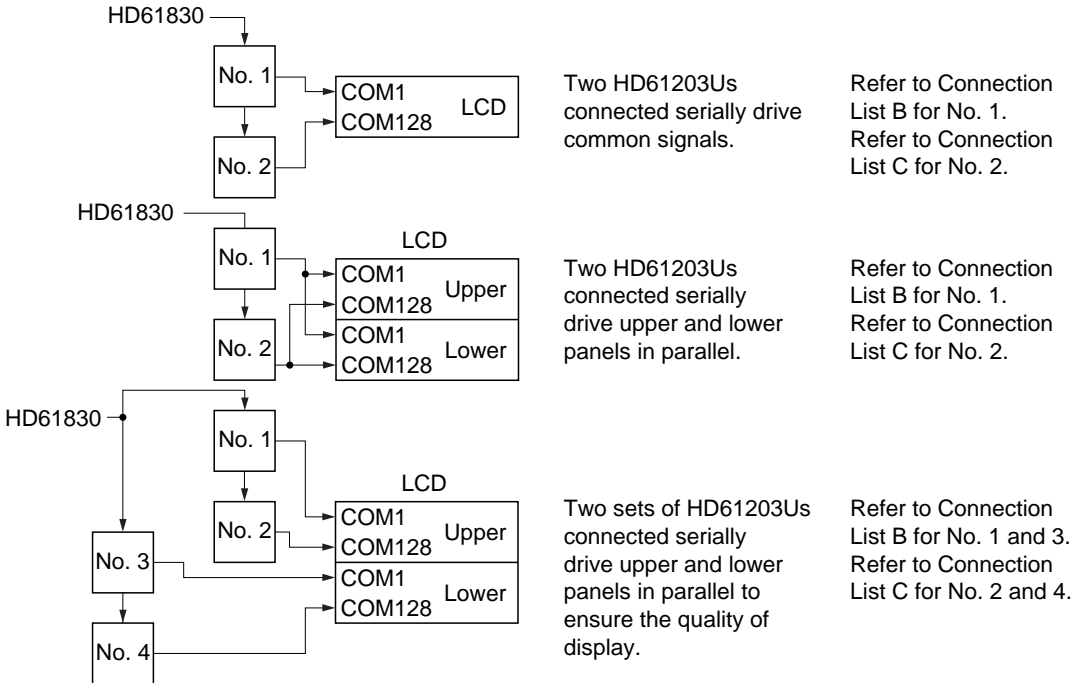 HD61830
No. 1
No. 2
COM1
COM128
LCD
Two HD61203Us
connected serially drive
common signals.
Refer to Connection
List B for No. 1.
Refer to Connection
List C for No. 2.
HD61830
No. 1
No. 2
LCD
COM1
COM128
Upper
COM1
COM128
Lower
Two HD61203Us
connected serially
drive upper and lower
panels in parallel.
Refer to Connection
List B for No. 1.
Refer to Connection
List C for No. 2.
HD61830
No. 1
No. 2
No. 3
No. 4
LCD
COM1
COM128
Upper
COM1
COM128
Lower
Two sets of HD61203Us
connected serially
drive upper and lower
panels in parallel to
ensure the quality of
display.
Refer to Connection
List B for No. 1 and 3.
Refer to Connection
List C for No. 2 and 4.